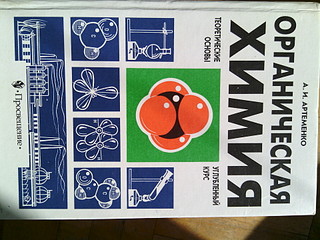 А. И. АРТЕМЕНКО
ОРГАНИЧЕСКАЯ
ХИМИЯ
ТЕОРЕТИЧЕСКИЕ
ОСНОВЫ
УГЛУБЛЕННЫЙ
КУРС
«Просвещение»